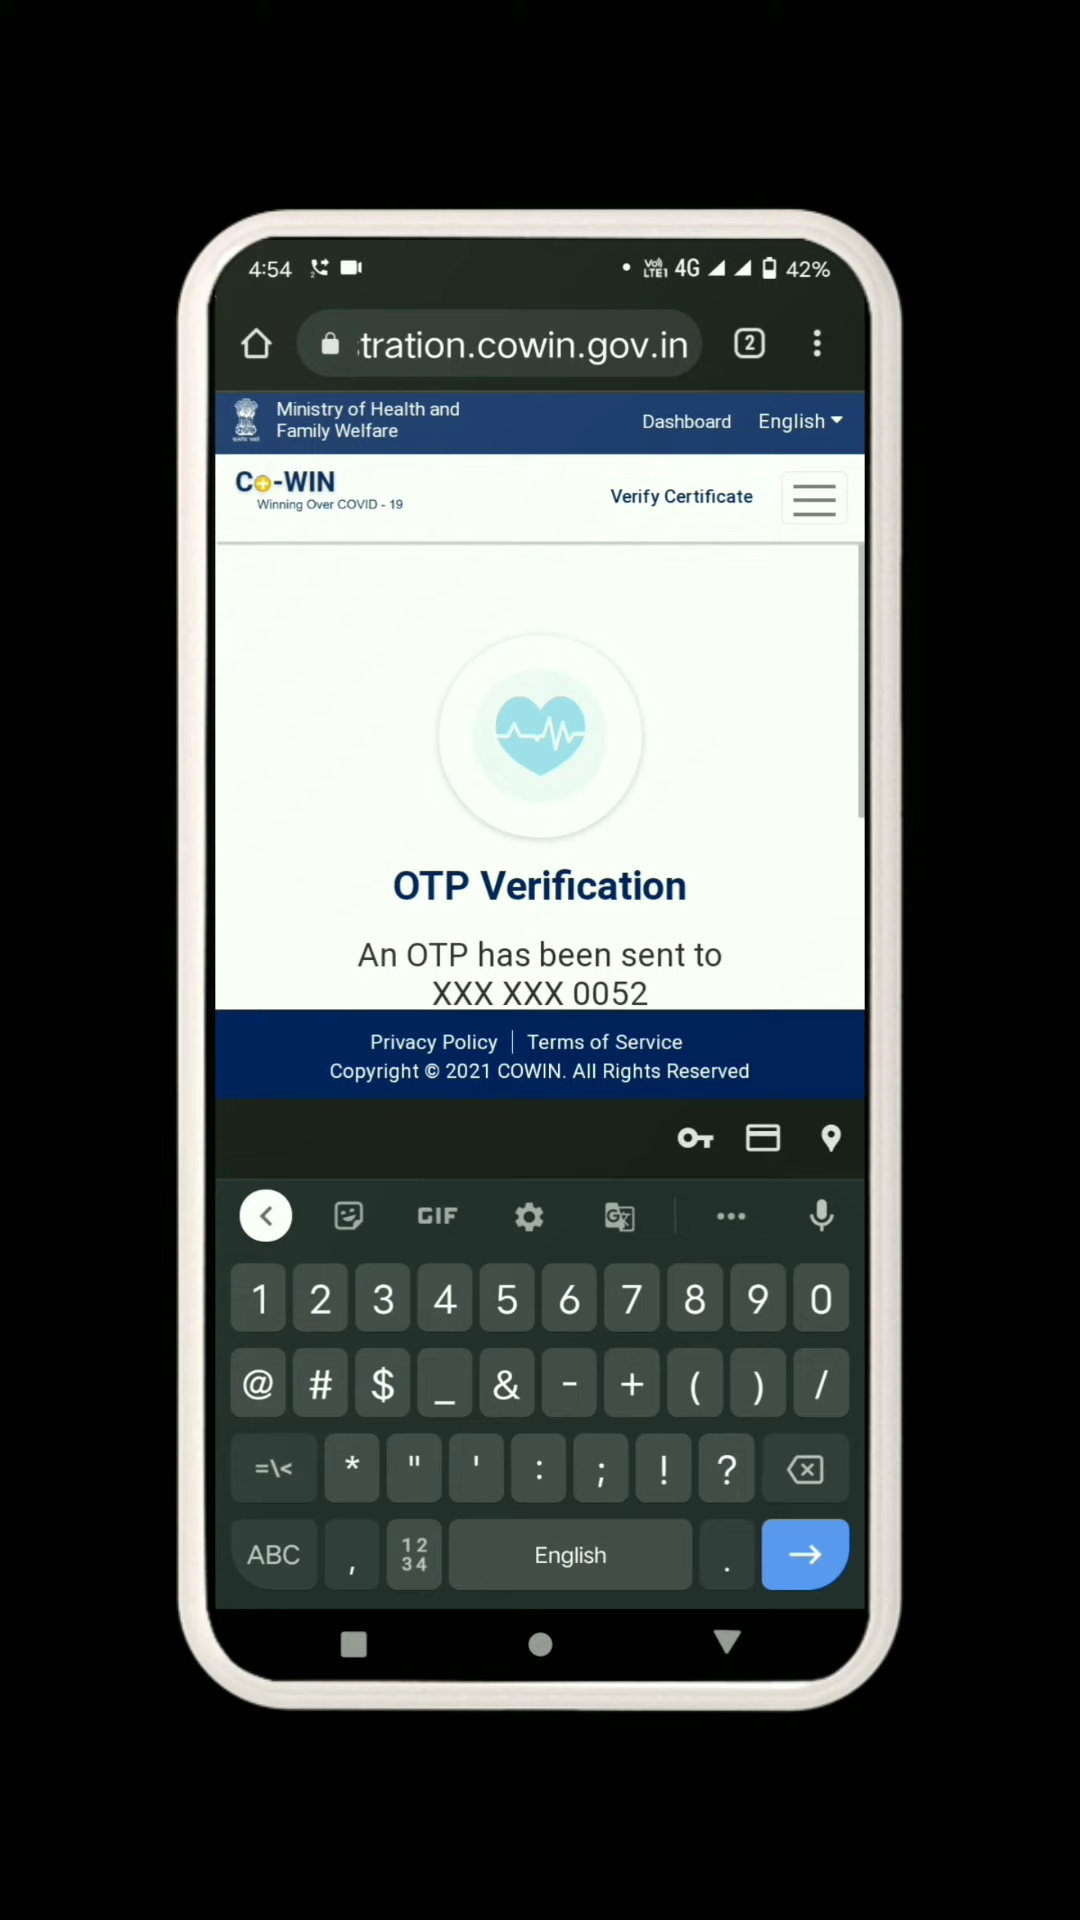 4:54 Vo) LTE1 4G 42%
tration.cowin.gov.in 2
Ministry of Health and
Family Welfare
Dashboard English
Co-WIN
Winning Over COVID - 19
Verify Certificate
OTP Verification
An OTP has been sent to
XXX XXX 0052
Privacy Policy | Terms of Service
Copyright © 2021 COWIN. All Rights Reserved
GIF G
1 2 3 4 5 6 7 8 9 0
@ # $ _ & - + ( ) /
=\< * " ' : ; ! ?
ABC , 12 34 English .